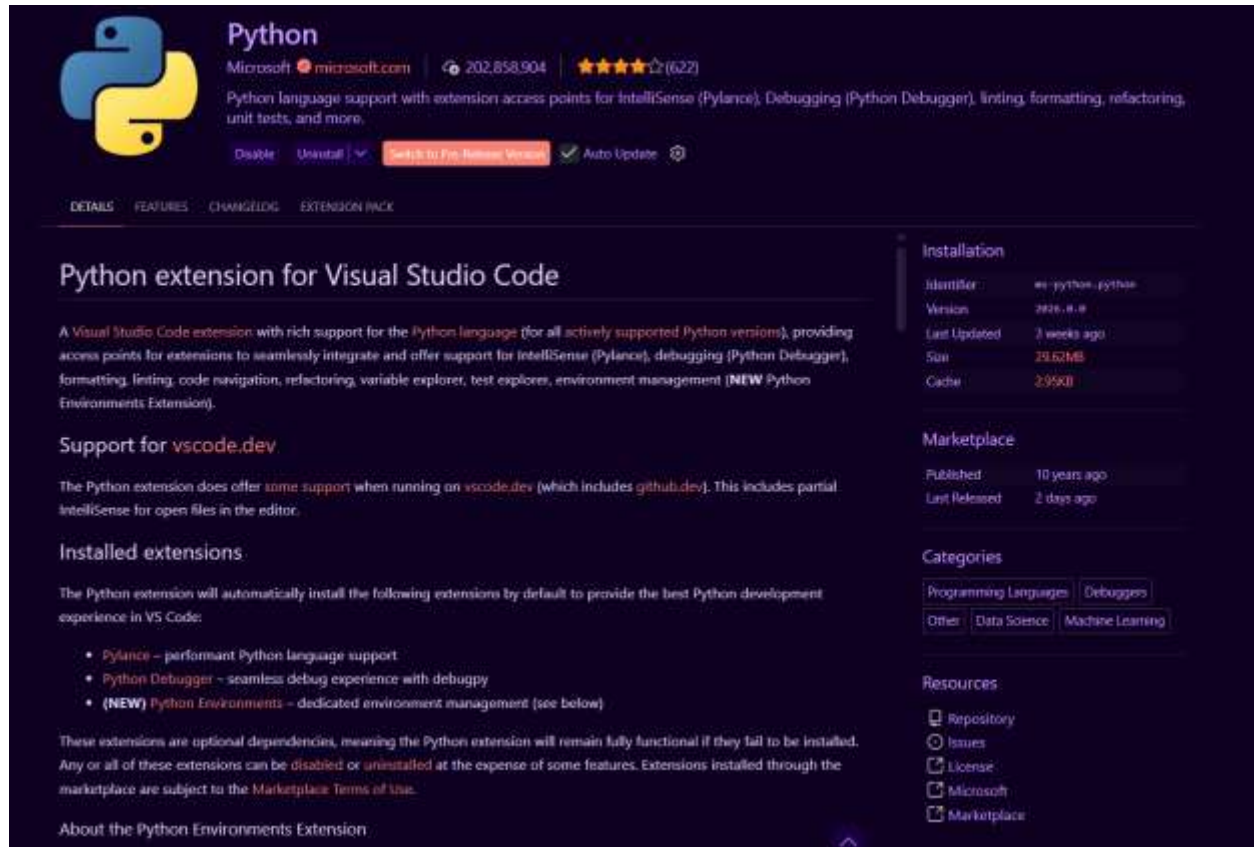 Python
Microsoft microsoft.com 202,858,904 (622)
Python language support with extension access points for IntelliSense (Pylance), Debugging (Python Debugger), linting, formatting, refactoring,
unit tests, and more.
Disable Uninstall Switch to Pre-Release Version Auto Update
DETAILS FEATURES CHANGELOG EXTENSION PACK
Python extension for Visual Studio Code
A Visual Studio Code extension with rich support for the Python language (for all actively supported Python versions), providing
access points for extensions to seamlessly integrate and offer support for IntelliSense (Pylance), debugging (Python Debugger),
formatting, linting, code navigation, refactoring, variable explorer, test explorer, environment management (NEW Python
Environments Extension).
Support for vscode.dev
The Python extension does offer some support when running on vscode.dev (which includes github.dev). This includes partial
IntelliSense for open files in the editor.
Installed extensions
The Python extension will automatically install the following extensions by default to provide the best Python development
experience in VS Code:
• Pylance – performant Python language support
• Python Debugger – seamless debug experience with debugpy
• (NEW) Python Environments – dedicated environment management (see below)
These extensions are optional dependencies, meaning the Python extension will remain fully functional if they fail to be installed.
Any or all of these extensions can be disabled or uninstalled at the expense of some features. Extensions installed through the
marketplace are subject to the Marketplace Terms of Use.
About the Python Environments Extension
Installation
Identifier ms-python.python
Version
Last Updated 2 weeks ago
Size 29.62MB
Cache 2.95KB
Marketplace
Published 10 years ago
Last Released 2 days ago
Categories
Programming Languages Debuggers
Other Data Science Machine Learning
Resources
Repository
Issues
License
Microsoft
Marketplace